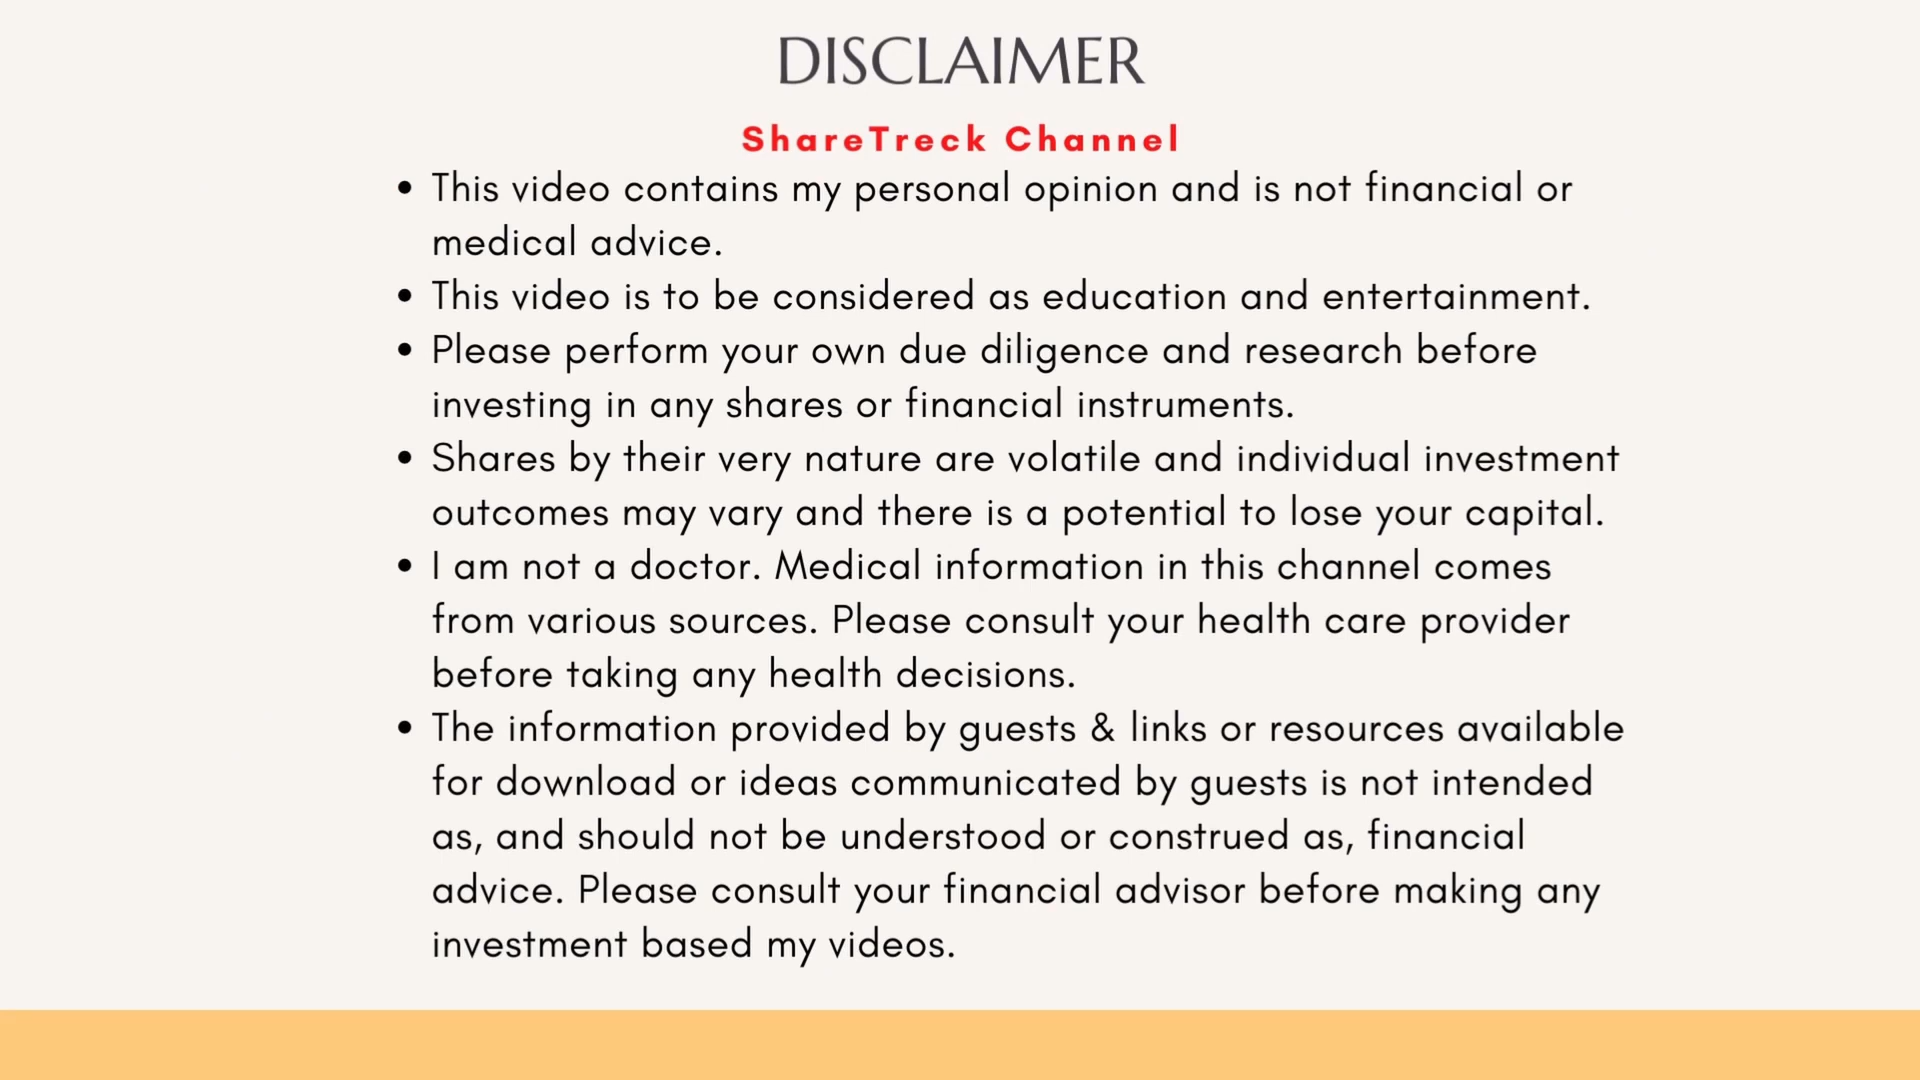 DISCLAIMER
ShareTreck Channel
• This video contains my personal opinion and is not financial or
medical advice.
• This video is to be considered as education and entertainment.
• Please perform your own due diligence and research before
investing in any shares or financial instruments.
• Shares by their very nature are volatile and individual investment
outcomes may vary and there is a potential to lose your capital.
• I am not a doctor. Medical information in this channel comes
from various sources. Please consult your health care provider
before taking any health decisions.
• The information provided by guests & links or resources available
for download or ideas communicated by guests is not intended
as, and should not be understood or construed as, financial
advice. Please consult your financial advisor before making any
investment based my videos.